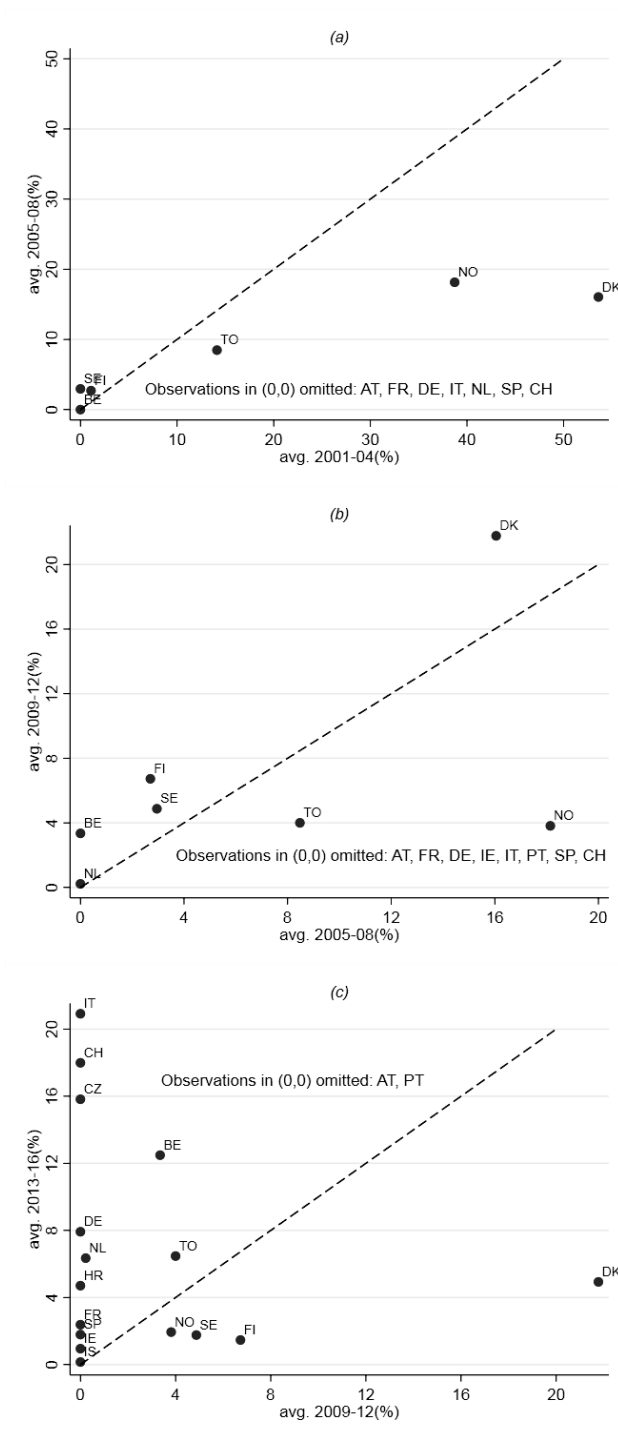 (a)
avg. 2005-08(%)
50
40
30
20
10
0
NO
DK
TO
SE
FI
BE
Observations in (0,0) omitted: AT, FR, DE, IT, NL, SP, CH
0 10 20 30 40 50
avg. 2001-04(%)
(b)
avg. 2009-12(%)
20
16
12
8
4
0
DK
FI
SE
BE
TO
NO
NL
Observations in (0,0) omitted: AT, FR, DE, IE, IT, PT, SP, CH
0 4 8 12 16 20
avg. 2005-08(%)
(c)
avg. 2013-16(%)
20
16
12
8
4
0
IT
CH
CZ
Observations in (0,0) omitted: AT, PT
BE
DE
NL
TO
HR
DK
FR
SP
NO
SE
FI
IE
IS
0 4 8 12 16 20
avg. 2009-12(%)